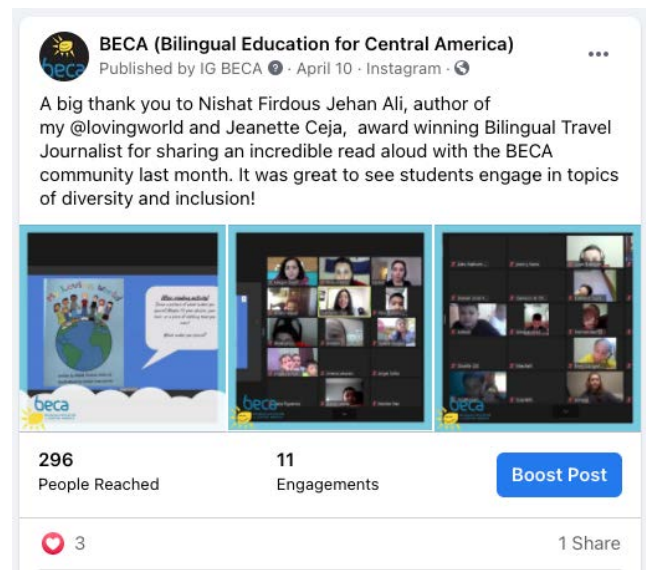 BECA (Bilingual Education for Central America)
Published by IG BECA · April 10 · Instagram ·
A big thank you to Nishat Firdous Jehan Ali, author of
my @lovingworld and Jeanette Ceja,  award winning Bilingual Travel
Journalist for sharing an incredible read aloud with the BECA
community last month. It was great to see students engage in topics
of diversity and inclusion!
beca
beca
beca
beca
296
People Reached
11
Engagements
Boost Post
3
1 Share